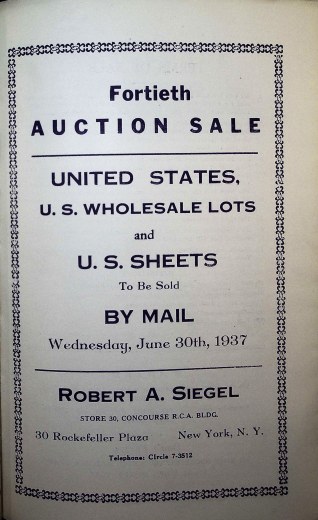 Fortieth
AUCTION SALE
UNITED STATES,
U. S. WHOLESALE LOTS
and
U. S. SHEETS
To Be Sold
BY MAIL
Wednesday, June 30th, 1937
ROBERT A. SIEGEL
STORE 30, CONCOURSE R.C.A. BLDG.
30 Rockefeller Plaza New York, N. Y.
Telephone: Circle 7-3512